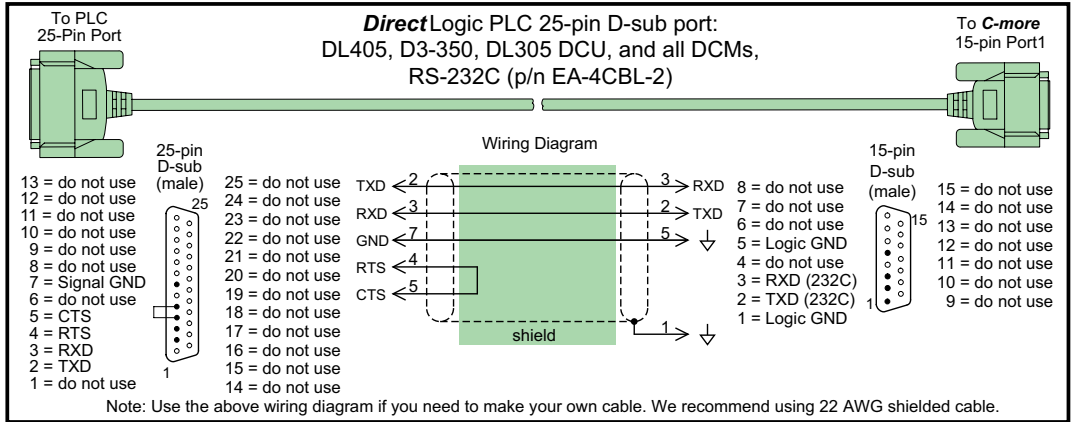 To PLC
25-Pin Port
DirectLogic PLC 25-pin D-sub port:
DL405, D3-350, DL305 DCU, and all DCMs,
RS-232C (p/n EA-4CBL-2)
To C-more
15-pin Port1
Wiring Diagram
25-pin
D-sub
(male)
25
1
13 = do not use
12 = do not use
11 = do not use
10 = do not use
9 = do not use
8 = do not use
7 = Signal GND
6 = do not use
5 = CTS
4 = RTS
3 = RXD
2 = TXD
1 = do not use
25 = do not use
24 = do not use
23 = do not use
22 = do not use
21 = do not use
20 = do not use
19 = do not use
18 = do not use
17 = do not use
16 = do not use
15 = do not use
14 = do not use
TXD 2 3 RXD
RXD 3 2 TXD
GND 7 5
RTS 4
CTS 5
1
shield
8 = do not use
7 = do not use
6 = do not use
5 = Logic GND
4 = do not use
3 = RXD (232C)
2 = TXD (232C)
1 = Logic GND
15-pin
D-sub
(male)
15
1
15 = do not use
14 = do not use
13 = do not use
12 = do not use
11 = do not use
10 = do not use
9 = do not use
Note: Use the above wiring diagram if you need to make your own cable. We recommend using 22 AWG shielded cable.